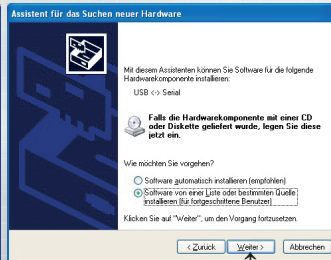 Assistent für das Suchen neuer Hardware
Mit diesem Assistenten können Sie Software für die folgende
Hardwarekomponente installieren:
USB <-> Serial
Falls die Hardwarekomponente mit einer CD
oder Diskette geliefert wurde, legen Sie diese
jetzt ein.
Wie möchten Sie vorgehen?
Software automatisch installieren (empfohlen)
Software von einer Liste oder bestimmten Quelle
installieren (für fortgeschrittene Benutzer)
Klicken Sie auf "Weiter", um den Vorgang fortzusetzen.
< Zurück
Weiter >
Abbrechen